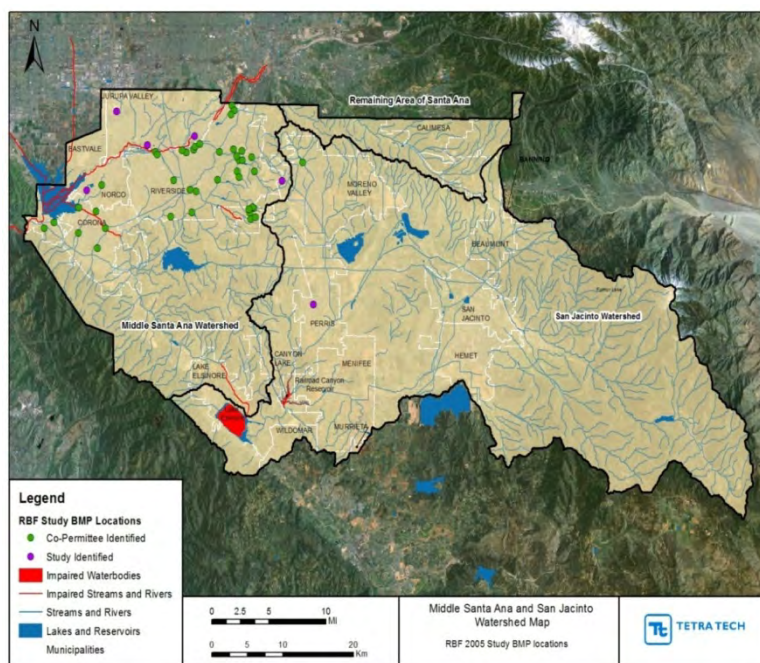 N
JURUPA VALLEY
Remaining Area of Santa Ana
CALIMESA
EASTVALE
BANNING
NORCO
RIVERSIDE
MORENO
VALLEY
CORONA
BEAUMONT
SAN
JACINTO
San Jacinto Watershed
Middle Santa Ana Watershed
PERRIS
CANYON
LAKE
MENIFEE
HEMET
LAKE
ELSINORE
Railroad Canyon
Reservoir
WILDOMAR
MURRIETA
Legend
RBF Study BMP Locations
Co-Permittee Identified
Study Identified
Impaired Waterbodies
Impaired Streams and Rivers
Streams and Rivers
Lakes and Reservoirs
Municipalities
0 2.5 5 10
Mi
0 5 10 20
Km
Middle Santa Ana and San Jacinto
Watershed Map
RBF 2005 Study BMP locations
Tt TETRA TECH